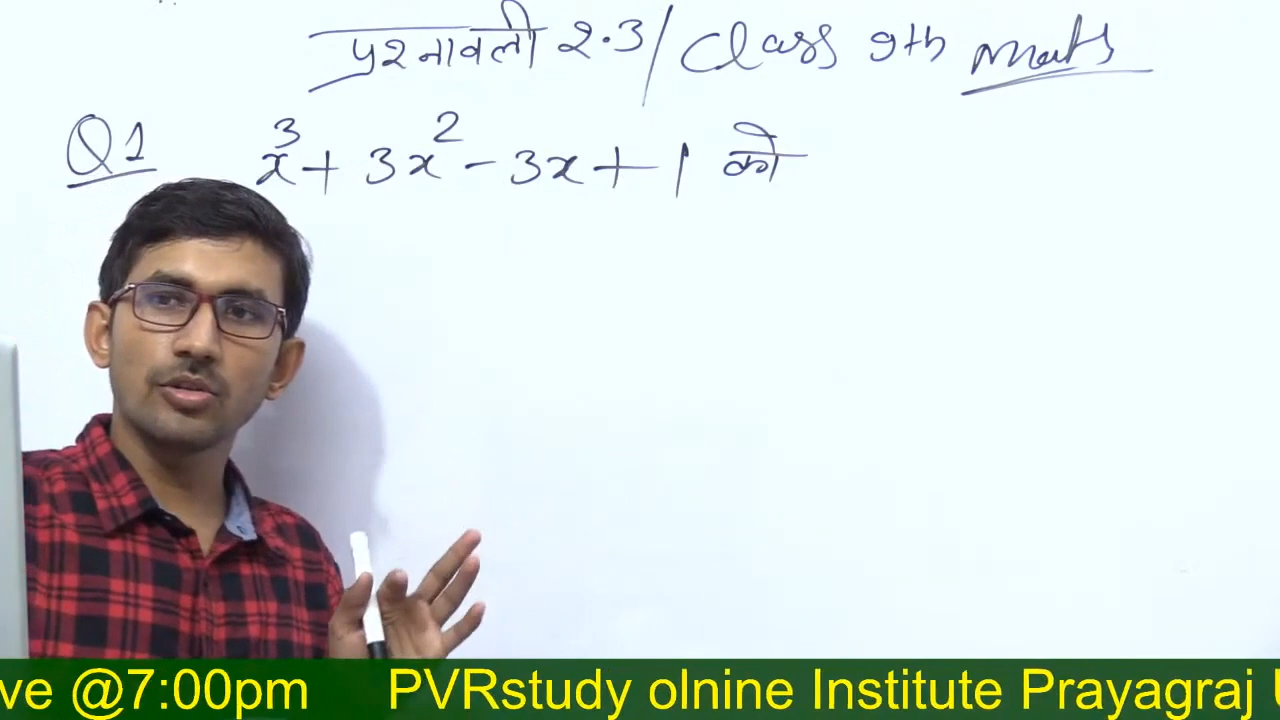 प्रश्नावली 2.3/ Class 9th Maths
Q1 x³ + 3x² - 3x + 1 को
ve @7:00pm PVRstudy olnine Institute Prayagraj U